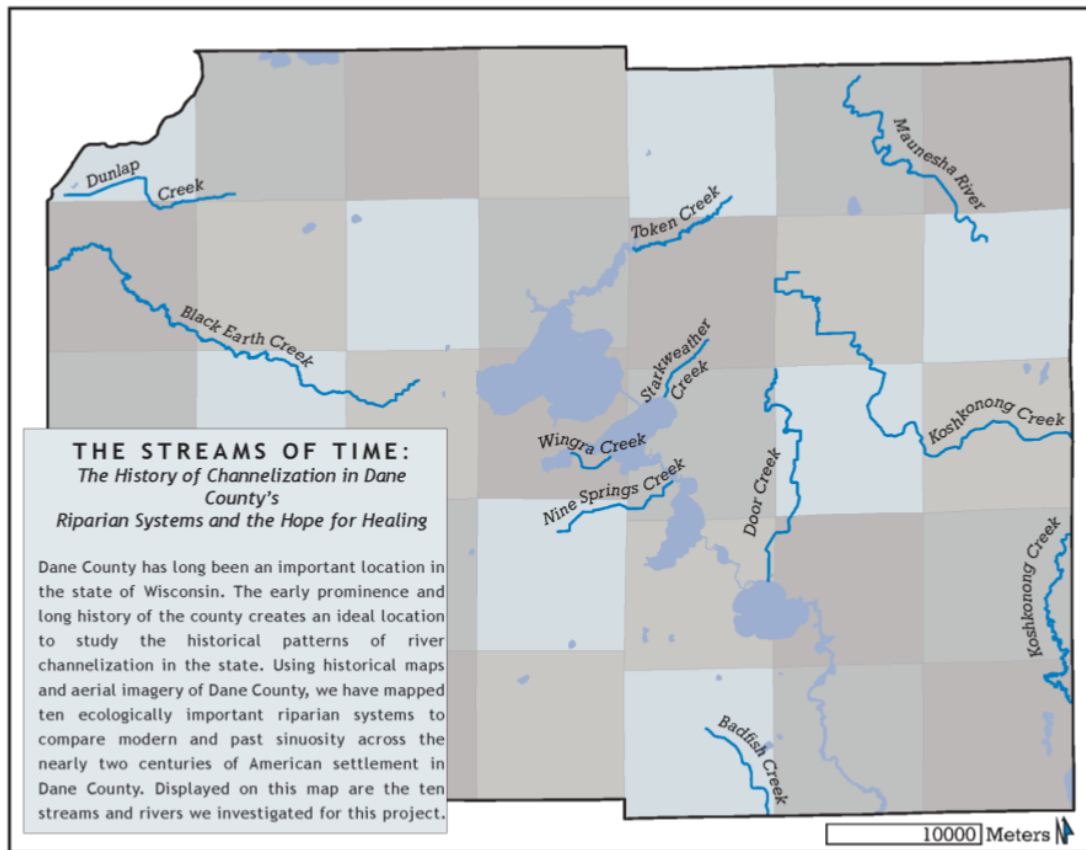 Dunlap
Creek
Maunesha River
Token Creek
Black Earth Creek
Starkweather
Creek
Koshkonong Creek
Wingra Creek
Nine Springs Creek
Door Creek
Koshkonong Creek
Badfish Creek
THE STREAMS OF TIME:
The History of Channelization in Dane
County's
Riparian Systems and the Hope for Healing
Dane County has long been an important location in
the state of Wisconsin. The early prominence and
long history of the county creates an ideal location
to study the historical patterns of river
channelization in the state. Using historical maps
and aerial imagery of Dane County, we have mapped
ten ecologically important riparian systems to
compare modern and past sinuosity across the
nearly two centuries of American settlement in
Dane County. Displayed on this map are the ten
streams and rivers we investigated for this project.
10000 Meters N